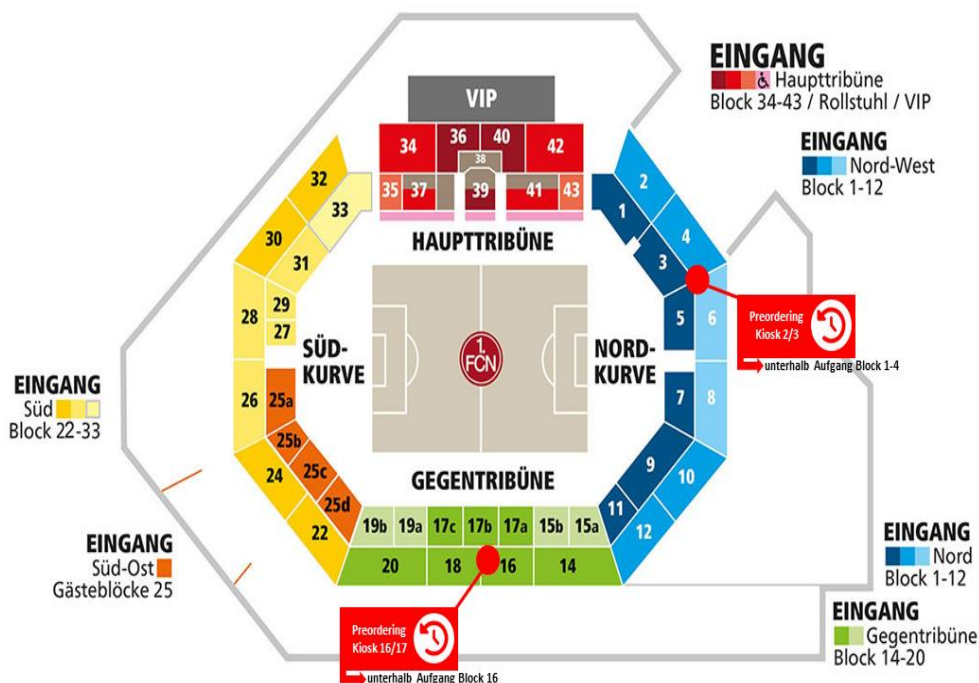 EINGANG
Haupttribüne
Block 34-43 / Rollstuhl / VIP
VIP
EINGANG
Nord-West
Block 1-12
34
36
40
42
38
35
37
39
41
43
32
33
30
31
28
29
27
26
25a
25b
25c
25d
24
22
2
1
4
3
5
6
7
8
9
10
11
12
HAUPTTRIBÜNE
1.
FCN
SÜD-
KURVE
NORD-
KURVE
Preordering
Kiosk 2/3
unterhalb Aufgang Block 1-4
EINGANG
Süd
Block 22-33
GEGENTRIBÜNE
19b
19a
17c
17b
17a
15b
15a
20
18
16
14
EINGANG
Süd-Ost
Gästeblöcke 25
EINGANG
Nord
Block 1-12
EINGANG
Gegentribüne
Block 14-20
Preordering
Kiosk 16/17
unterhalb Aufgang Block 16